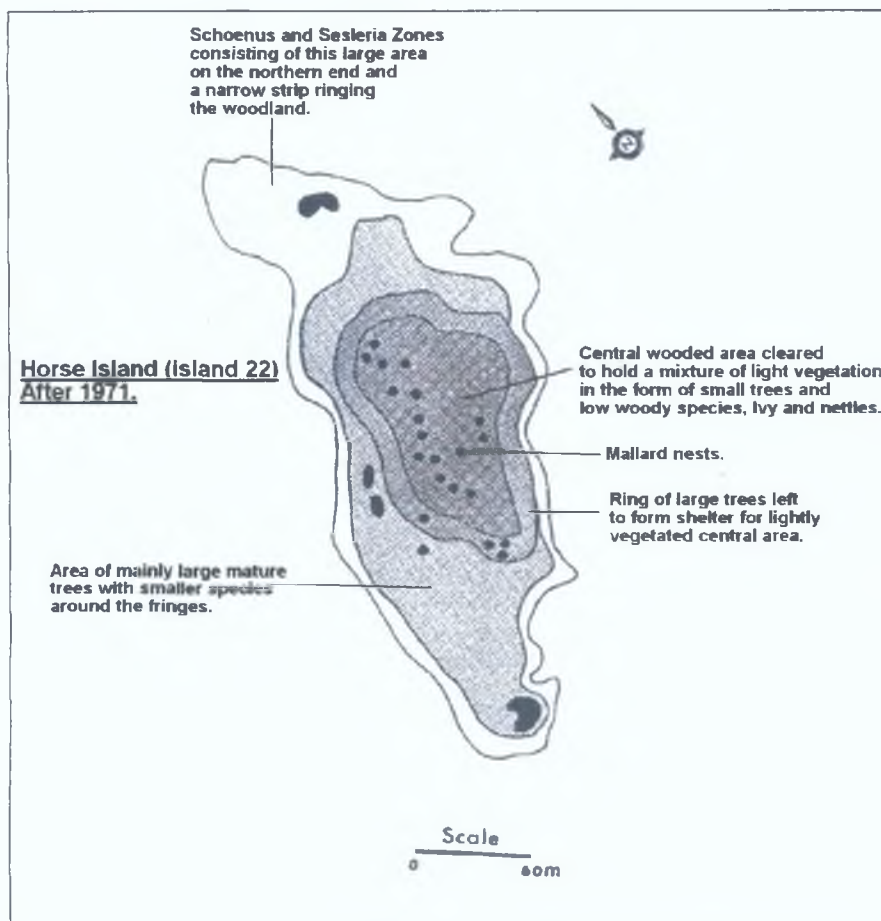 Schoenus and Sesleria Zones
consisting of this large area
on the northern end and
a narrow strip ringing
the woodland.
Horse Island (Island 22)
After 1971.
Central wooded area cleared
to hold a mixture of light vegetation
in the form of small trees and
low woody species, Ivy and nettles.
Mallard nests.
Ring of large trees left
to form shelter for lightly
vegetated central area.
Area of mainly large mature
trees with smaller species
around the fringes.
Scale
0